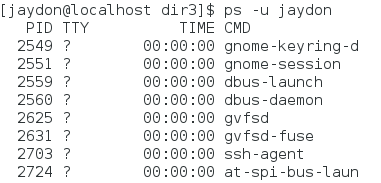 [jaydon@localhost dir3]$ ps -u jaydon
  PID TTY          TIME CMD
 2549 ?        00:00:00 gnome-keyring-d
 2551 ?        00:00:00 gnome-session
 2559 ?        00:00:00 dbus-launch
 2560 ?        00:00:00 dbus-daemon
 2625 ?        00:00:00 gvfsd
 2631 ?        00:00:00 gvfsd-fuse
 2703 ?        00:00:00 ssh-agent
 2724 ?        00:00:00 at-spi-bus-laun